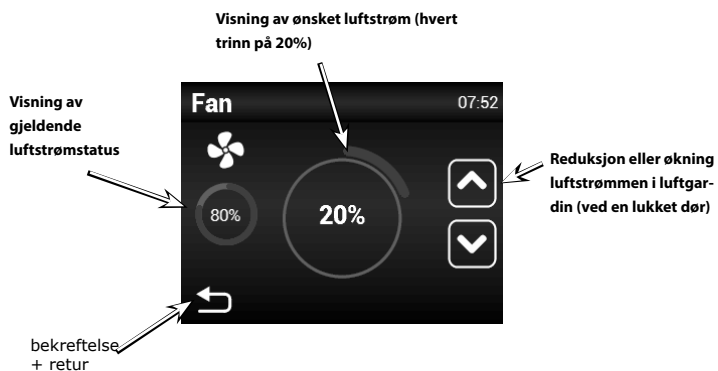 Visning av ønsket luftstrøm (hvert
trinn på 20%)
Visning av
gjeldende
luftstrømstatus
Fan
07:52
80%
20%
Reduksjon eller økning
luftstrømmen i luftgar-
din (ved en lukket dør)
bekreftelse
+ retur